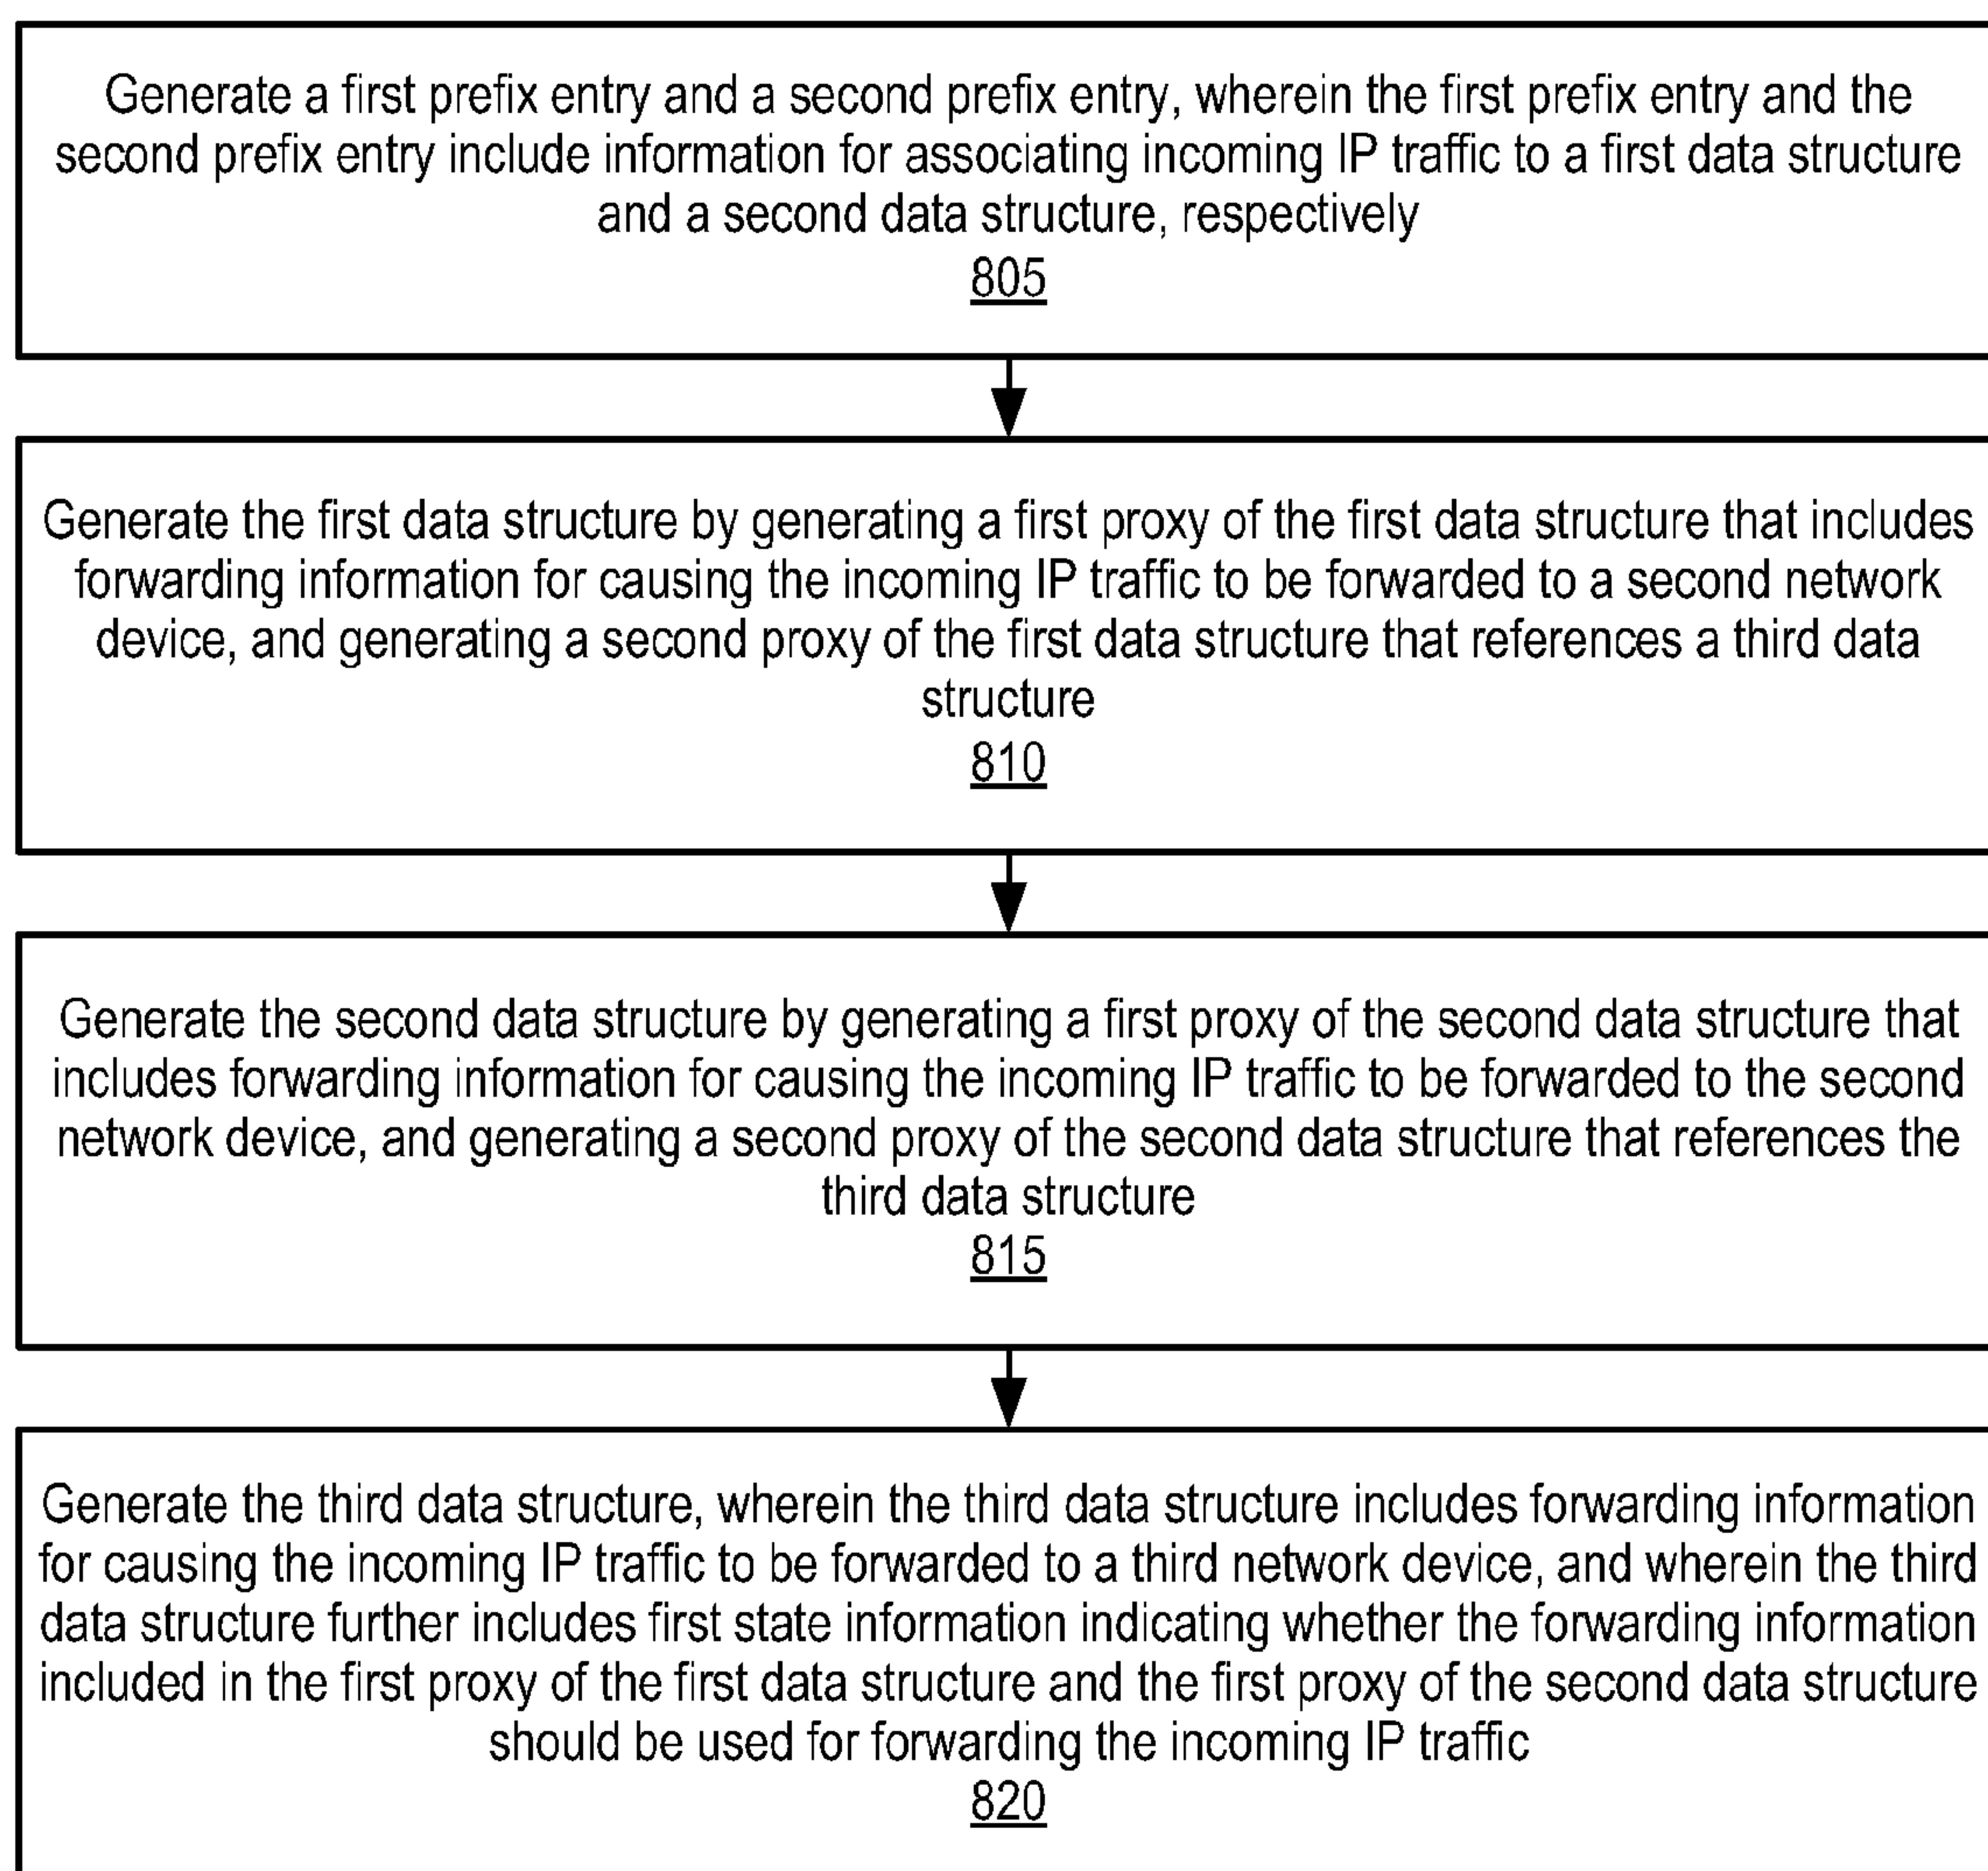 Generate a first prefix entry and a second prefix entry, wherein the first prefix entry and the
second prefix entry include information for associating incoming IP traffic to a first data structure
and a second data structure, respectively
805
Generate the first data structure by generating a first proxy of the first data structure that includes
forwarding information for causing the incoming IP traffic to be forwarded to a second network
device, and generating a second proxy of the first data structure that references a third data
structure
810
Generate the second data structure by generating a first proxy of the second data structure that
includes forwarding information for causing the incoming IP traffic to be forwarded to the second
network device, and generating a second proxy of the second data structure that references the
third data structure
815
Generate the third data structure, wherein the third data structure includes forwarding information
for causing the incoming IP traffic to be forwarded to a third network device, and wherein the third
data structure further includes first state information indicating whether the forwarding information
included in the first proxy of the first data structure and the first proxy of the second data structure
should be used for forwarding the incoming IP traffic
820